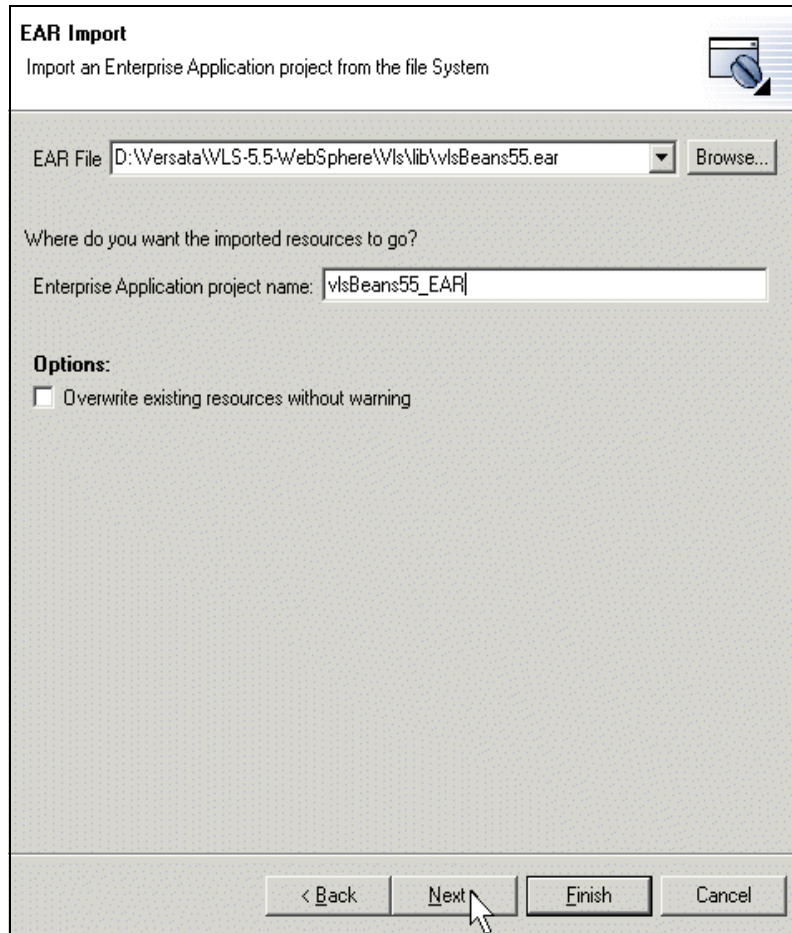 EAR Import
Import an Enterprise Application project from the file System
EAR File D:\Versata\VLS-5.5-WebSphere\Vls\lib\vlsBeans55.ear Browse...
Where do you want the imported resources to go?
Enterprise Application project name: vlsBeans55_EAR
Options:
Overwrite existing resources without warning
< Back Next > Finish Cancel